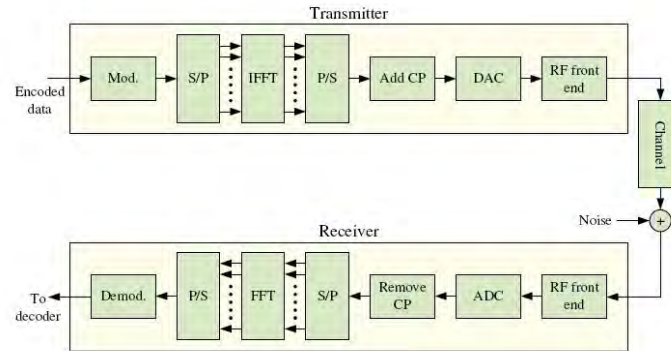 Transmitter
Encoded
data
Mod.
S/P
IFFT
P/S
Add CP
DAC
RF front
end
Channel
Noise
+
Receiver
To
decoder
Demod.
P/S
FFT
S/P
Remove
CP
ADC
RF front
end